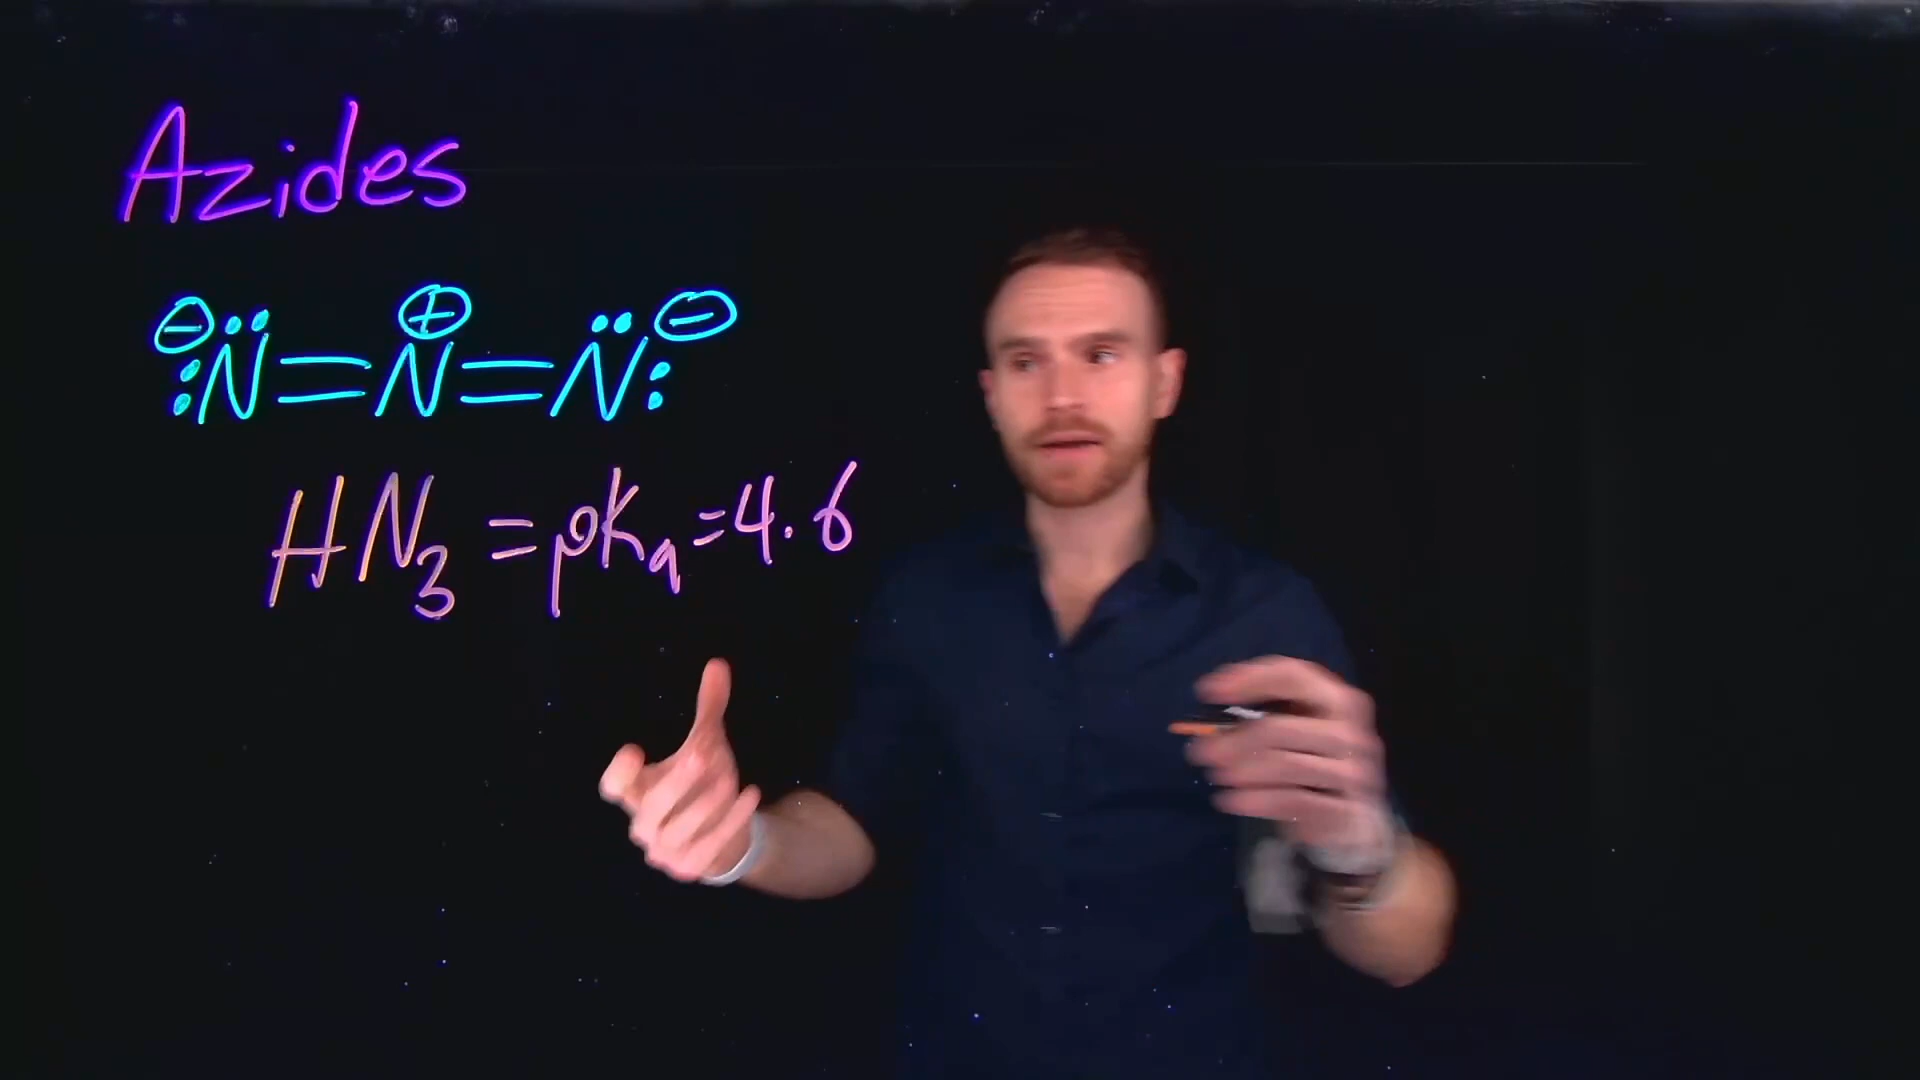 Azides
⊖:N̈=N⊕=N̈:⊖
HN₃ = pKa = 4.6